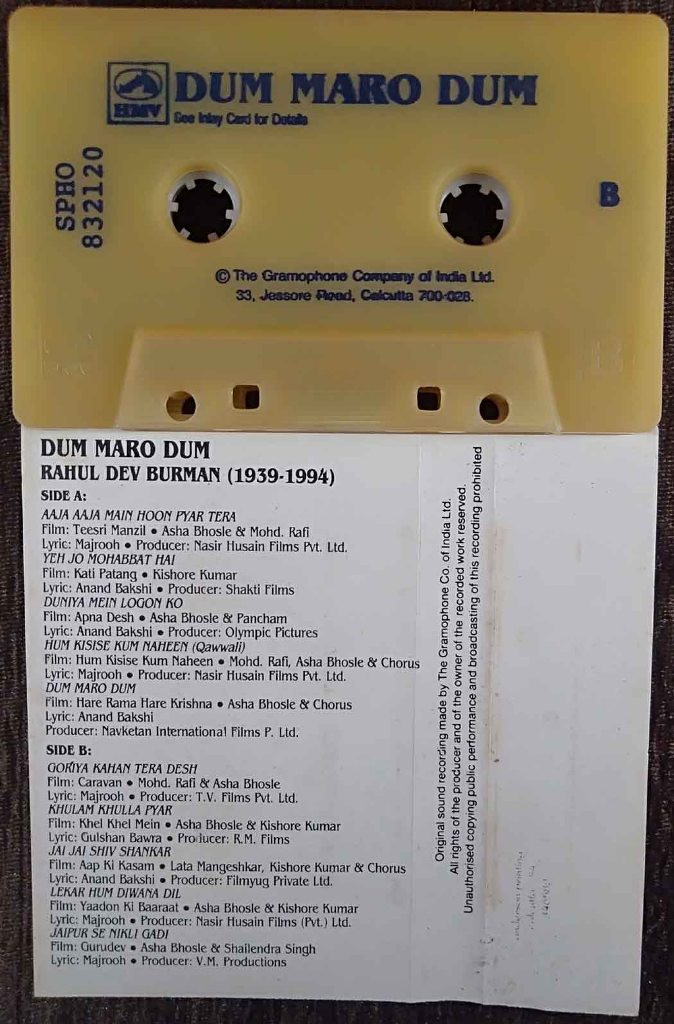 HMV
DUM MARO DUM
See Inlay Card for Details
SPHO
832120
B
© The Gramophone Company of India Ltd.
33, Jessore Road, Calcutta 700-028.
DUM MARO DUM
RAHUL DEV BURMAN (1939-1994)
SIDE A:
AAJA AAJA MAIN HOON PYAR TERA
Film: Teesri Manzil • Asha Bhosle & Mohd. Rafi
Lyric: Majrooh • Producer: Nasir Husain Films Pvt. Ltd.
YEH JO MOHABBAT HAI
Film: Kati Patang • Kishore Kumar
Lyric: Anand Bakshi • Producer: Shakti Films
DUNIYA MEIN LOGON KO
Film: Apna Desh • Asha Bhosle & Pancham
Lyric: Anand Bakshi • Producer: Olympic Pictures
HUM KISISE KUM NAHEEN (Qawwali)
Film: Hum Kisise Kum Naheen • Mohd. Rafi, Asha Bhosle & Chorus
Lyric: Majrooh • Producer: Nasir Husain Films Pvt. Ltd.
DUM MARO DUM
Film: Hare Rama Hare Krishna • Asha Bhosle & Chorus
Lyric: Anand Bakshi
Producer: Navketan International Films P. Ltd.
SIDE B:
GORIYA KAHAN TERA DESH
Film: Caravan • Mohd. Rafi & Asha Bhosle
Lyric: Majrooh • Producer: T.V. Films Pvt. Ltd.
KHULAM KHULLA PYAR
Film: Khel Khel Mein • Asha Bhosle & Kishore Kumar
Lyric: Gulshan Bawra • Producer: R.M. Films
JAI JAI SHIV SHANKAR
Film: Aap Ki Kasam • Lata Mangeshkar, Kishore Kumar & Chorus
Lyric: Anand Bakshi • Producer: Filmyug Private Ltd.
LEKAR HUM DIWANA DIL
Film: Yaadon Ki Baaraat • Asha Bhosle & Kishore Kumar
Lyric: Majrooh • Producer: Nasir Husain Films (Pvt.) Ltd.
JAIPUR SE NIKLI GADI
Film: Gurudev • Asha Bhosle & Shailendra Singh
Lyric: Majrooh • Producer: V.M. Productions
Original sound recording made by The Gramophone Co. of India Ltd.
All rights of the producer and of the owner of the recorded work reserved.
Unauthorised copying public performance and broadcasting of this recording prohibited